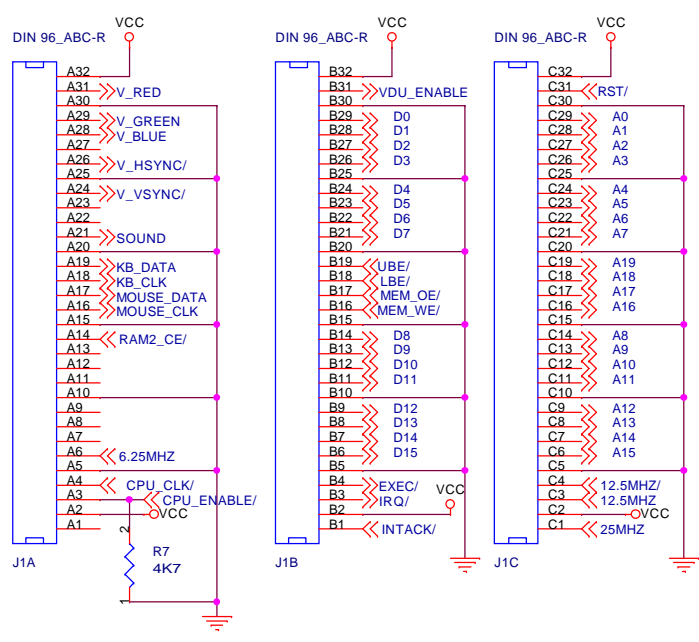 VCC
DIN 96_ABC-R
A32
A31 V_RED
A30
A29 V_GREEN
A28 V_BLUE
A27
A26 V_HSYNC/
A25
A24 V_VSYNC/
A23
A22
A21 SOUND
A20
A19 KB_DATA
A18 KB_CLK
A17 MOUSE_DATA
A16 MOUSE_CLK
A15
A14 RAM2_CE/
A13
A12
A11
A10
A9
A8
A7
A6 6.25MHZ
A5
A4 CPU_CLK/
A3 CPU_ENABLE/
A2 VCC
A1
2
R7
4K7
1
J1A
VCC
DIN 96_ABC-R
B32
B31 VDU_ENABLE
B30
B29 D0
B28 D1
B27 D2
B26 D3
B25
B24 D4
B23 D5
B22 D6
B21 D7
B20
B19 UBE/
B18 LBE/
B17 MEM_OE/
B16 MEM_WE/
B15
B14 D8
B13 D9
B12 D10
B11 D11
B10
B9 D12
B8 D13
B7 D14
B6 D15
B5
B4 EXEC/
B3 IRQ/
VCC
B2
B1 INTACK/
J1B
VCC
DIN 96_ABC-R
C32
C31 RST/
C30
C29 A0
C28 A1
C27 A2
C26 A3
C25
C24 A4
C23 A5
C22 A6
C21 A7
C20
C19 A19
C18 A18
C17 A17
C16 A16
C15
C14 A8
C13 A9
C12 A10
C11 A11
C10
C9 A12
C8 A13
C7 A14
C6 A15
C5
C4 12.5MHZ/
C3 12.5MHZ
C2 VCC
C1 25MHZ
J1C